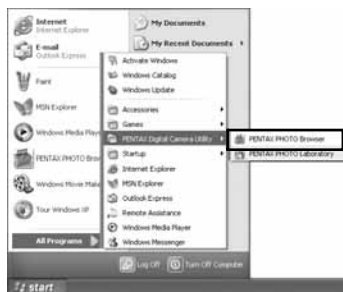 Internet
Internet Explorer
E-mail
Outlook Express
Paint
MSN Explorer
Windows Media Play
PENTAX PHOTO Brow
Windows Movie Make
Tour Windows XP
All Programs
My Documents
My Recent Documents
Activate Windows
Windows Catalog
Windows Update
Accessories
Games
PENTAX Digital Camera Utility
Startup
Internet Explorer
MSN Explorer
Outlook Express
Remote Assistance
Windows Media Player
Windows Messenger
PENTAX PHOTO Browser
PENTAX PHOTO Laboratory
Log Off
Turn Off Computer
start